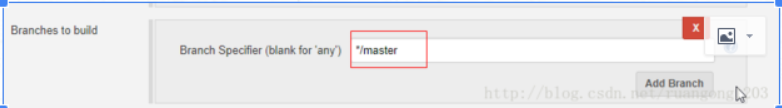 Branches to build
X
Branch Specifier (blank for 'any')
*/master
Add Branch